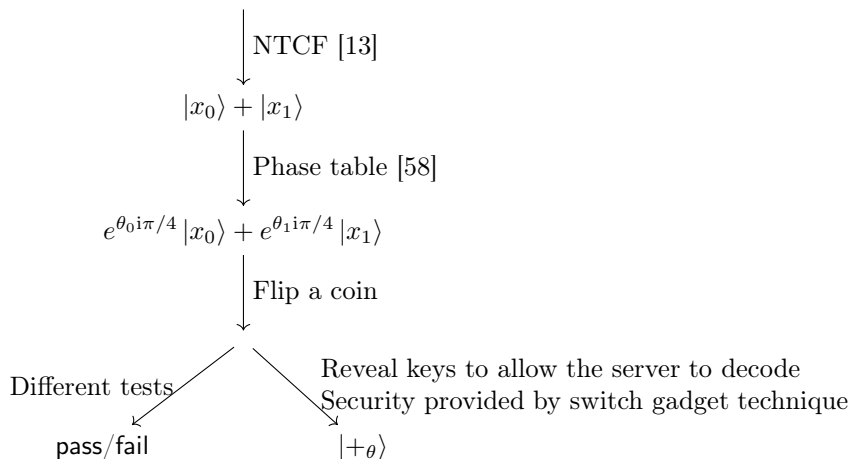 NTCF [13]
|x₀⟩ + |x₁⟩
Phase table [58]
e^{θ₀iπ/4} |x₀⟩ + e^{θ₁iπ/4} |x₁⟩
Flip a coin
Different tests
Reveal keys to allow the server to decode
Security provided by switch gadget technique
pass/fail
|+_θ⟩